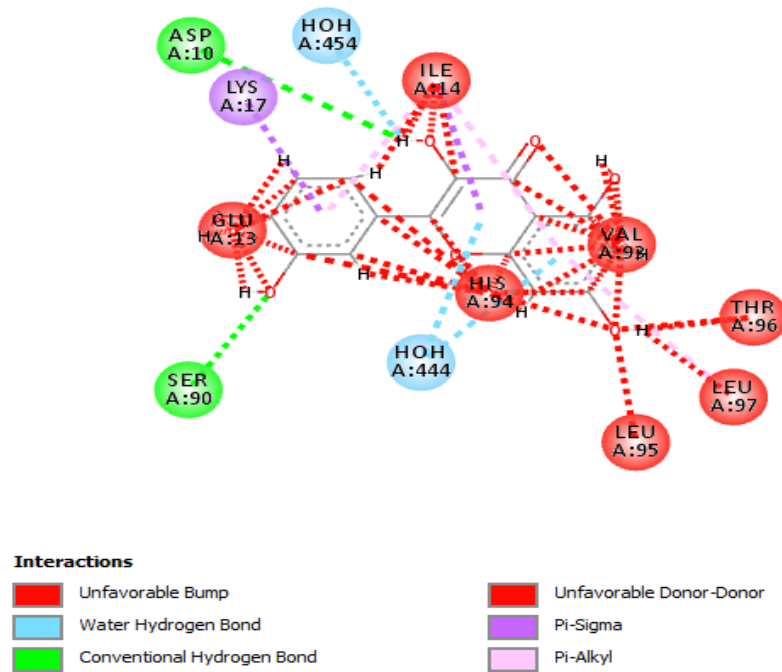 ASP
A:10
HOH
A:454
LYS
A:17
ILE
A:14
H
O
O
H
O
H
H
GLU
A:13
H
VAL
A:93
H
O
HIS
A:94
H
H
O
H
O
H
THR
A:96
HOH
A:444
SER
A:90
LEU
A:97
LEU
A:95
Interactions
Unfavorable Bump
Unfavorable Donor-Donor
Water Hydrogen Bond
Pi-Sigma
Conventional Hydrogen Bond
Pi-Alkyl